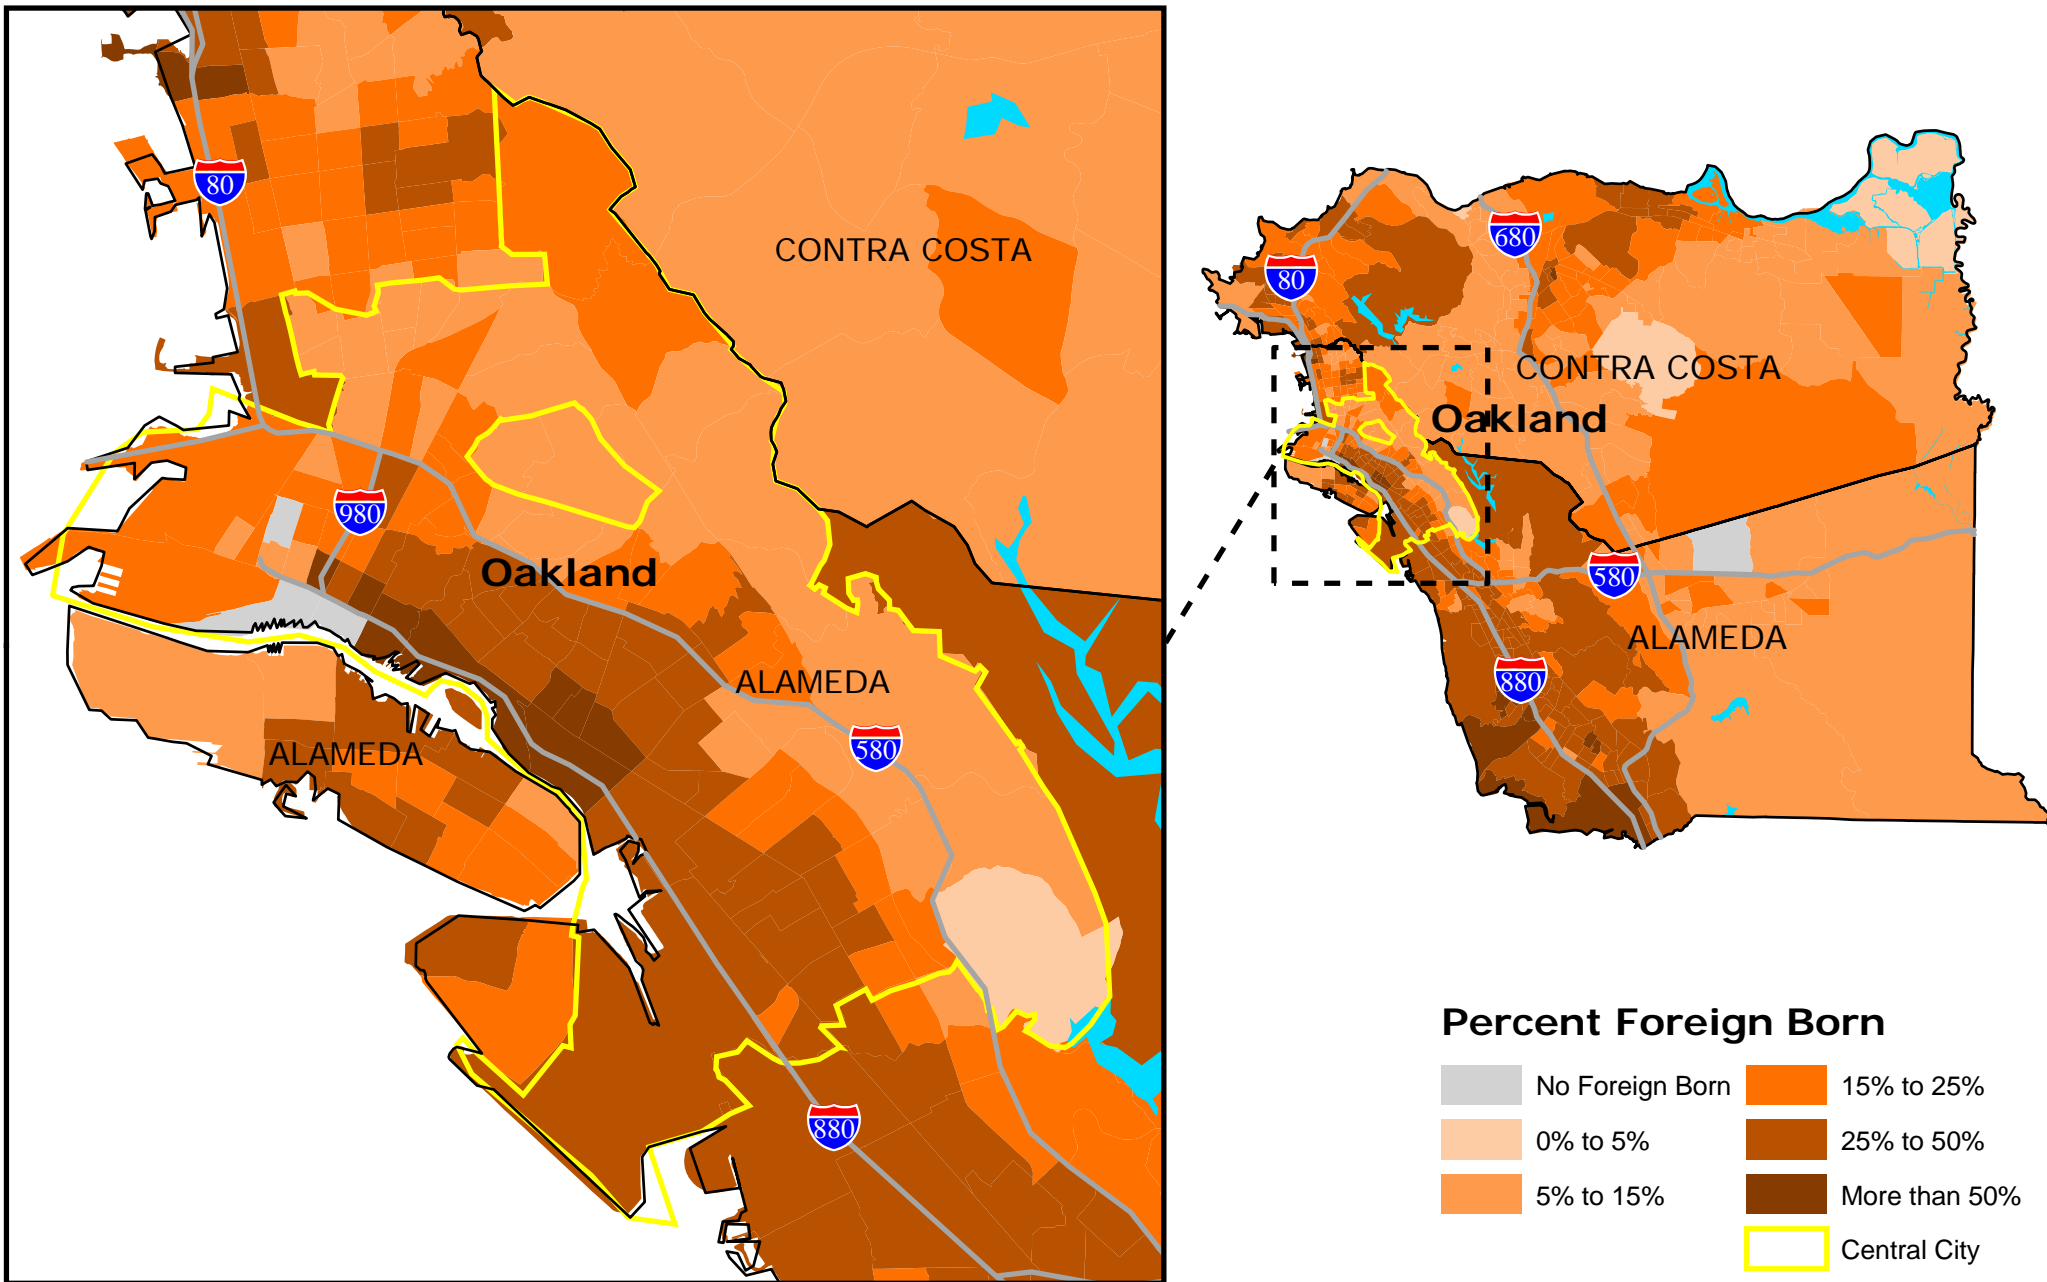 80
CONTRA COSTA
980
Oakland
ALAMEDA
580
ALAMEDA
880
680
80
CONTRA COSTA
Oakland
580
ALAMEDA
880
Percent Foreign Born
No Foreign Born
0% to 5%
5% to 15%
15% to 25%
25% to 50%
More than 50%
Central City